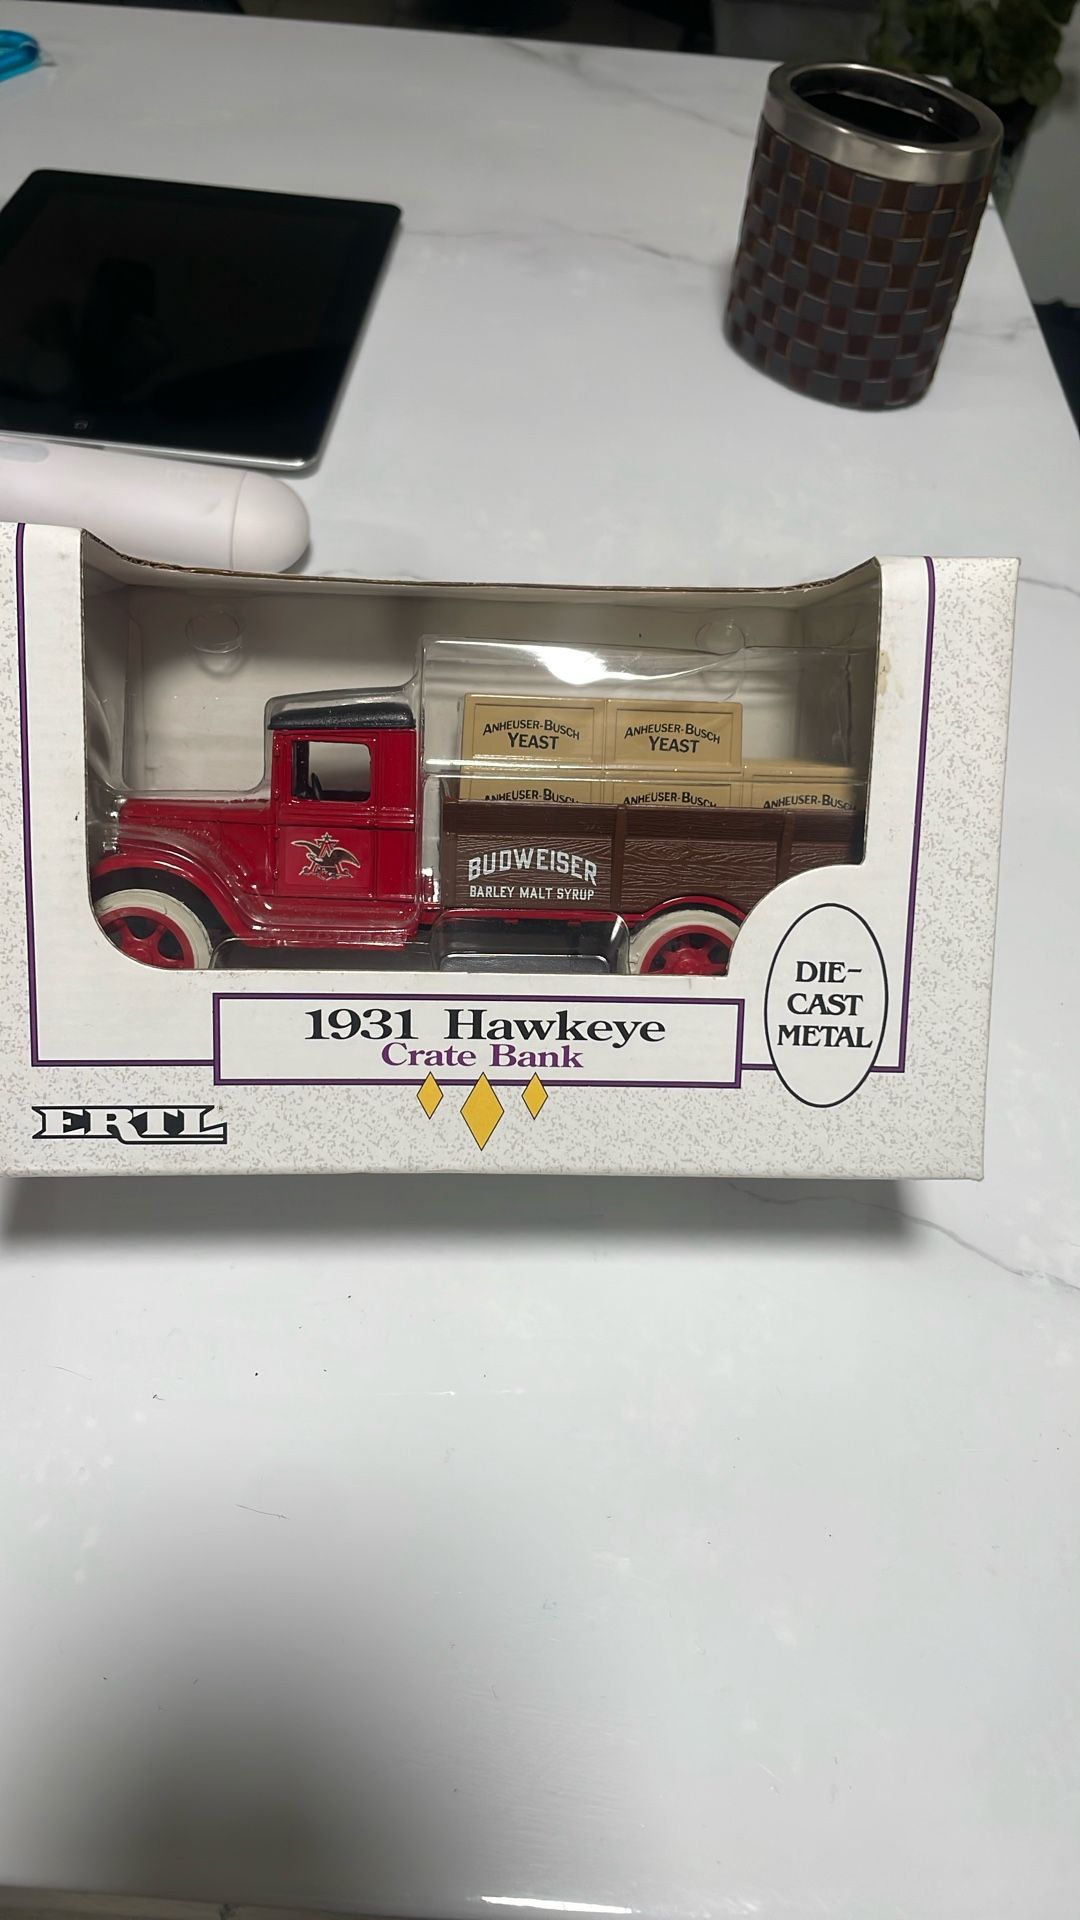 ANHEUSER-BUSCH
YEAST
ANHEUSER-BUSCH
YEAST
ANHEUSER-BUSCH
ANHEUSER-BUSCH
ANHEUSER-BUSCH
BUDWEISER
BARLEY MALT SYRUP
DIE-
CAST
METAL
1931 Hawkeye
Crate Bank
ERTL